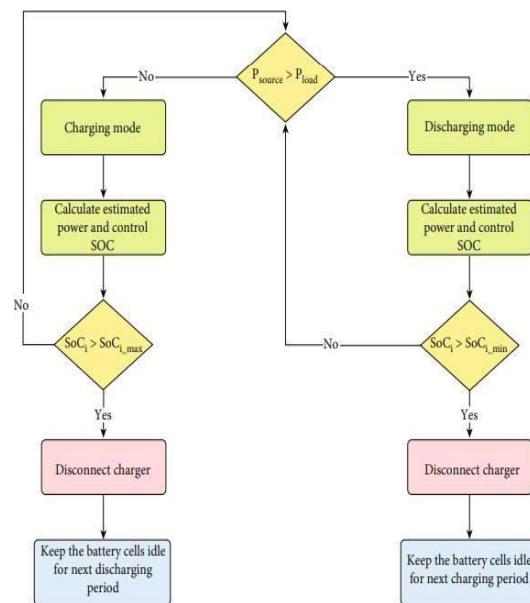 P_source > P_load
No
Yes
Charging mode
Discharging mode
Calculate estimated
power and control
SOC
Calculate estimated
power and control
SOC
No
SoC_i > SoC_i_max
No
SoC_i > SoC_i_min
Yes
Yes
Disconnect charger
Disconnect charger
Keep the battery cells idle
for next discharging
period
Keep the battery cells idle
for next charging period